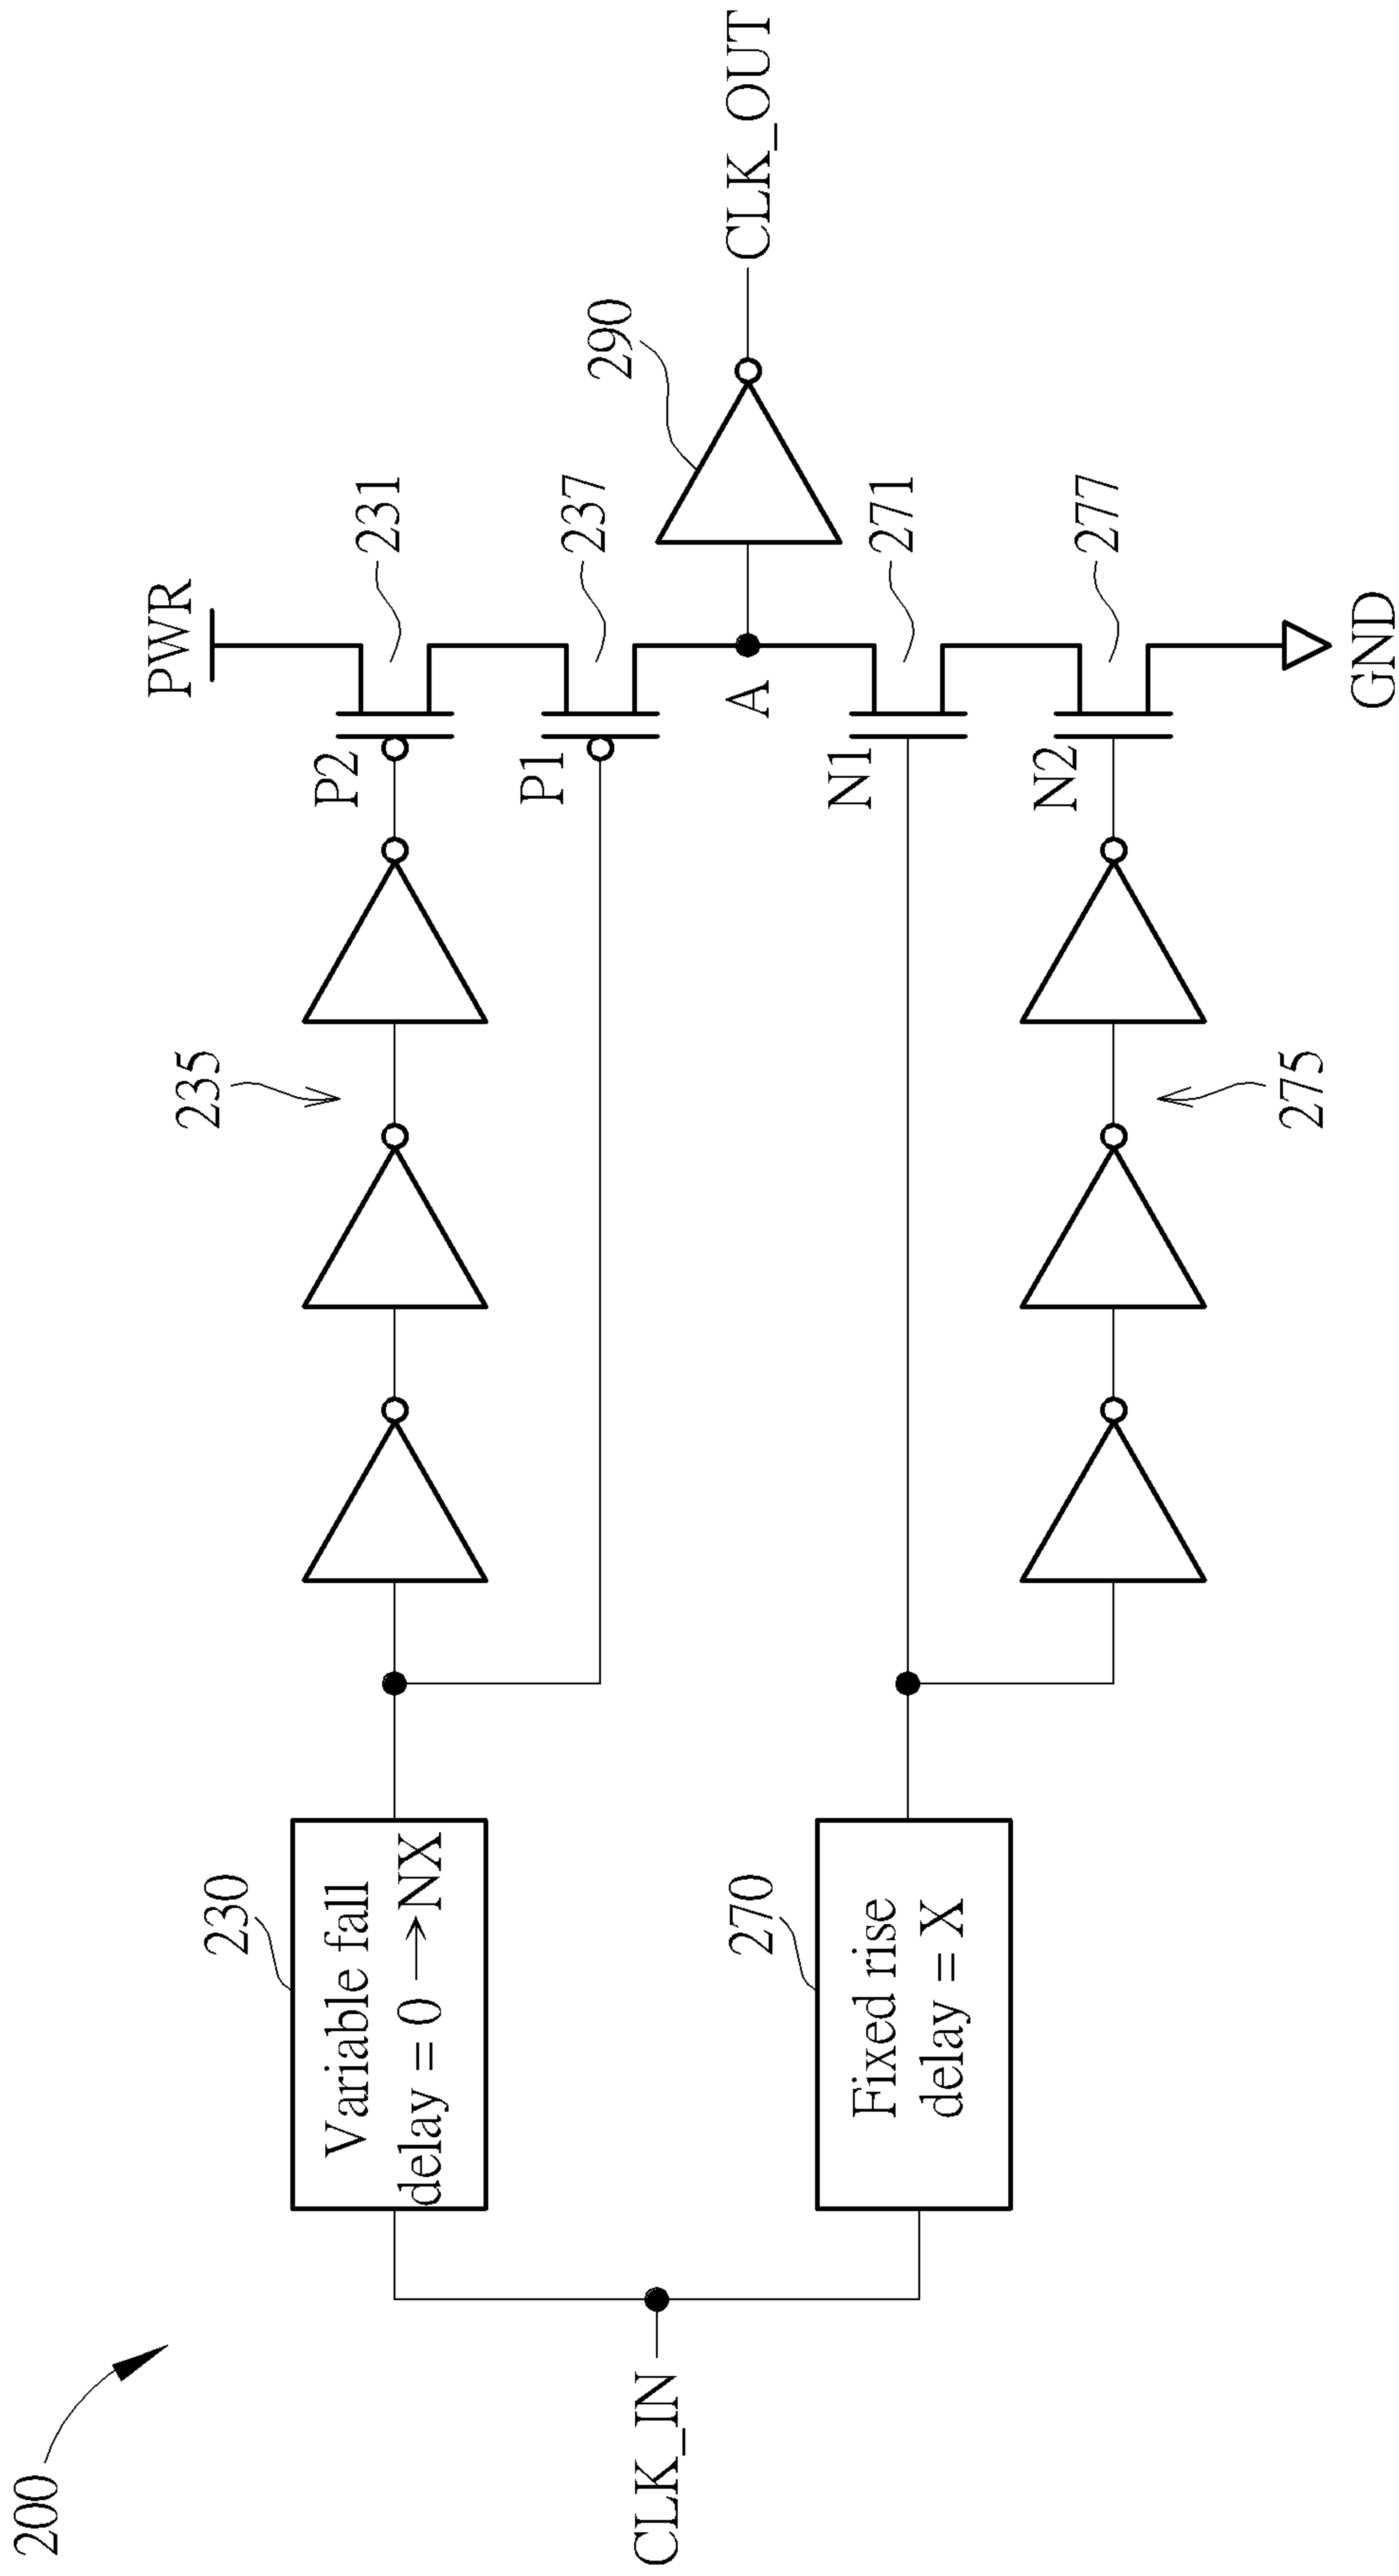 200
CLK_IN
230
Variable fall
delay = 0 → NX
270
Fixed rise
delay = X
235
275
PWR
P2
231
P1
237
A
290
CLK_OUT
N1
271
N2
277
GND